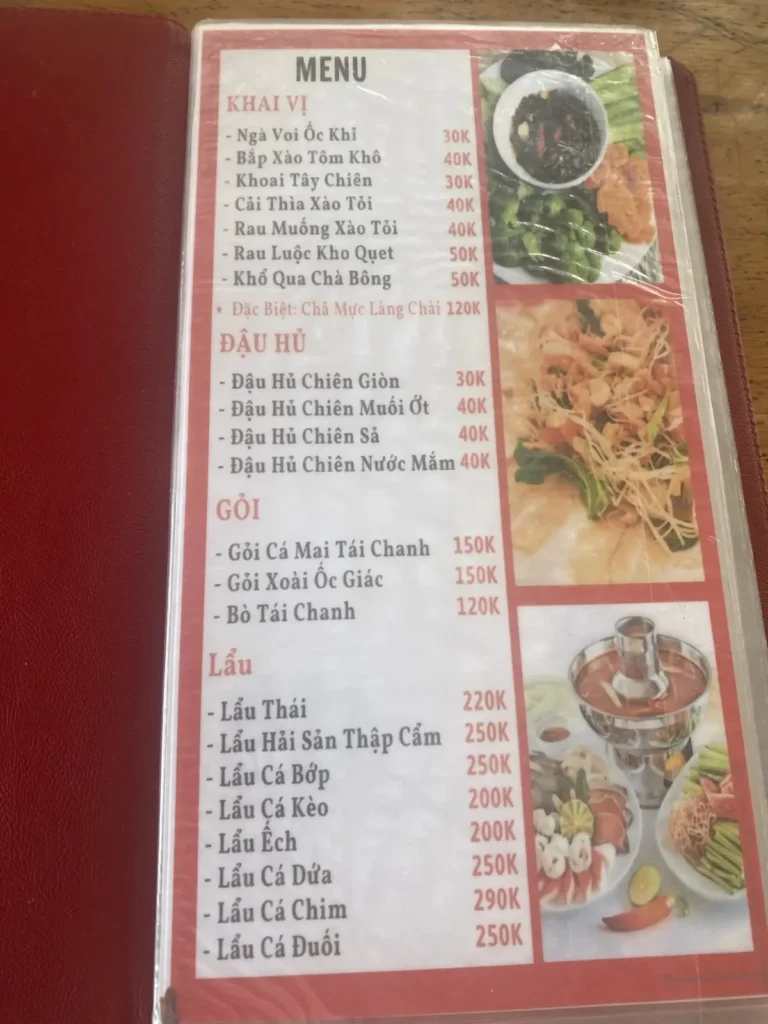 MENU
KHAI VỊ
- Ngà Voi Ốc Khỉ 30K
- Bắp Xào Tôm Khô 40K
- Khoai Tây Chiên 30K
- Cải Thìa Xào Tỏi 40K
- Rau Muống Xào Tỏi 40K
- Rau Luộc Kho Quẹt 50K
- Khổ Qua Chà Bông 50K
* Đặc Biệt: Chả Mực Làng Chài 120K
ĐẬU HỦ
- Đậu Hủ Chiên Giòn 30K
- Đậu Hủ Chiên Muối Ớt 40K
- Đậu Hủ Chiên Sả 40K
- Đậu Hủ Chiên Nước Mắm 40K
GỎI
- Gỏi Cá Mai Tái Chanh 150K
- Gỏi Xoài Ốc Giác 150K
- Bò Tái Chanh 120K
Lẩu
- Lẩu Thái 220K
- Lẩu Hải Sản Thập Cẩm 250K
- Lẩu Cá Bớp 250K
- Lẩu Cá Kèo 200K
- Lẩu Ếch 200K
- Lẩu Cá Dứa 250K
- Lẩu Cá Chim 290K
- Lẩu Cá Đuối 250K